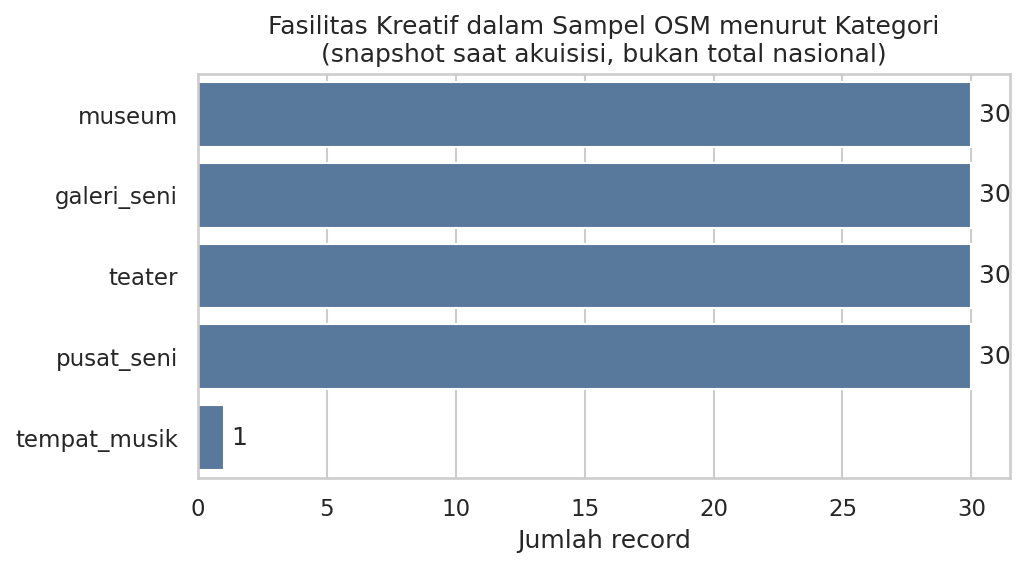 Fasilitas Kreatif dalam Sampel OSM menurut Kategori
(snapshot saat akuisisi, bukan total nasional)
museum
30
galeri_seni
30
teater
30
pusat_seni
30
tempat_musik
1
0 5 10 15 20 25 30
Jumlah record